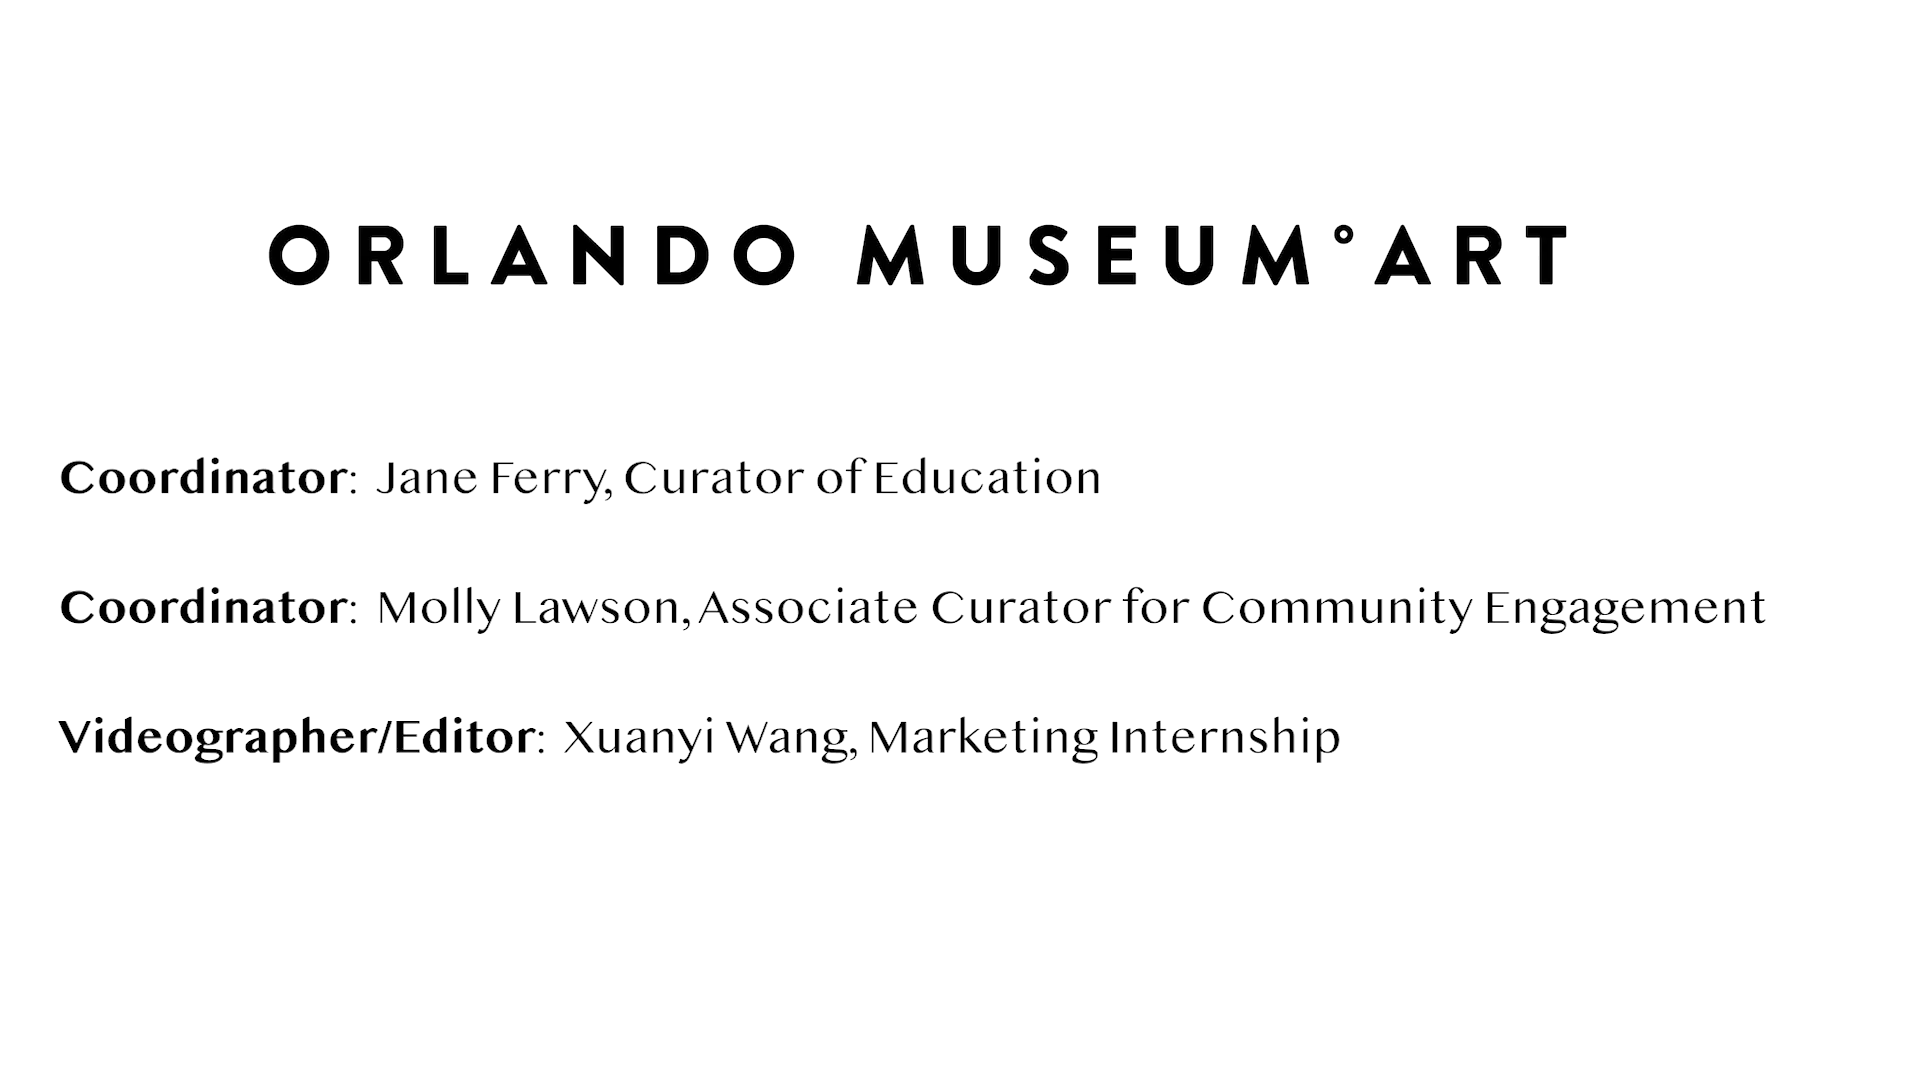 ORLANDO MUSEUM°ART
Coordinator: Jane Ferry, Curator of Education
Coordinator: Molly Lawson, Associate Curator for Community Engagement
Videographer/Editor: Xuanyi Wang, Marketing Internship